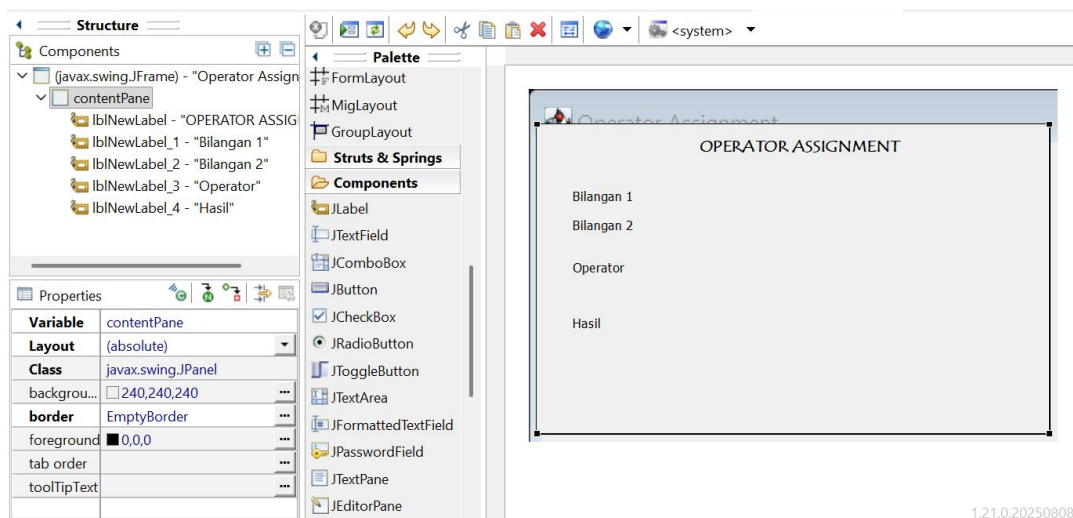 Structure
Components
(javax.swing.JFrame) - "Operator Assign
contentPane
lblNewLabel - "OPERATOR ASSIG
lblNewLabel_1 - "Bilangan 1"
lblNewLabel_2 - "Bilangan 2"
lblNewLabel_3 - "Operator"
lblNewLabel_4 - "Hasil"
Properties
Variable contentPane
Layout (absolute)
Class javax.swing.JPanel
backgrou... 240,240,240
border EmptyBorder
foreground 0,0,0
tab order
toolTipText
<system>
Palette
FormLayout
MigLayout
GroupLayout
Struts & Springs
Components
JLabel
JTextField
JComboBox
JButton
JCheckBox
JRadioButton
JToggleButton
JTextArea
JFormattedTextField
JPasswordField
JTextPane
JEditorPane
Operator Assignment
OPERATOR ASSIGNMENT
Bilangan 1
Bilangan 2
Operator
Hasil
1.21.0.20250808